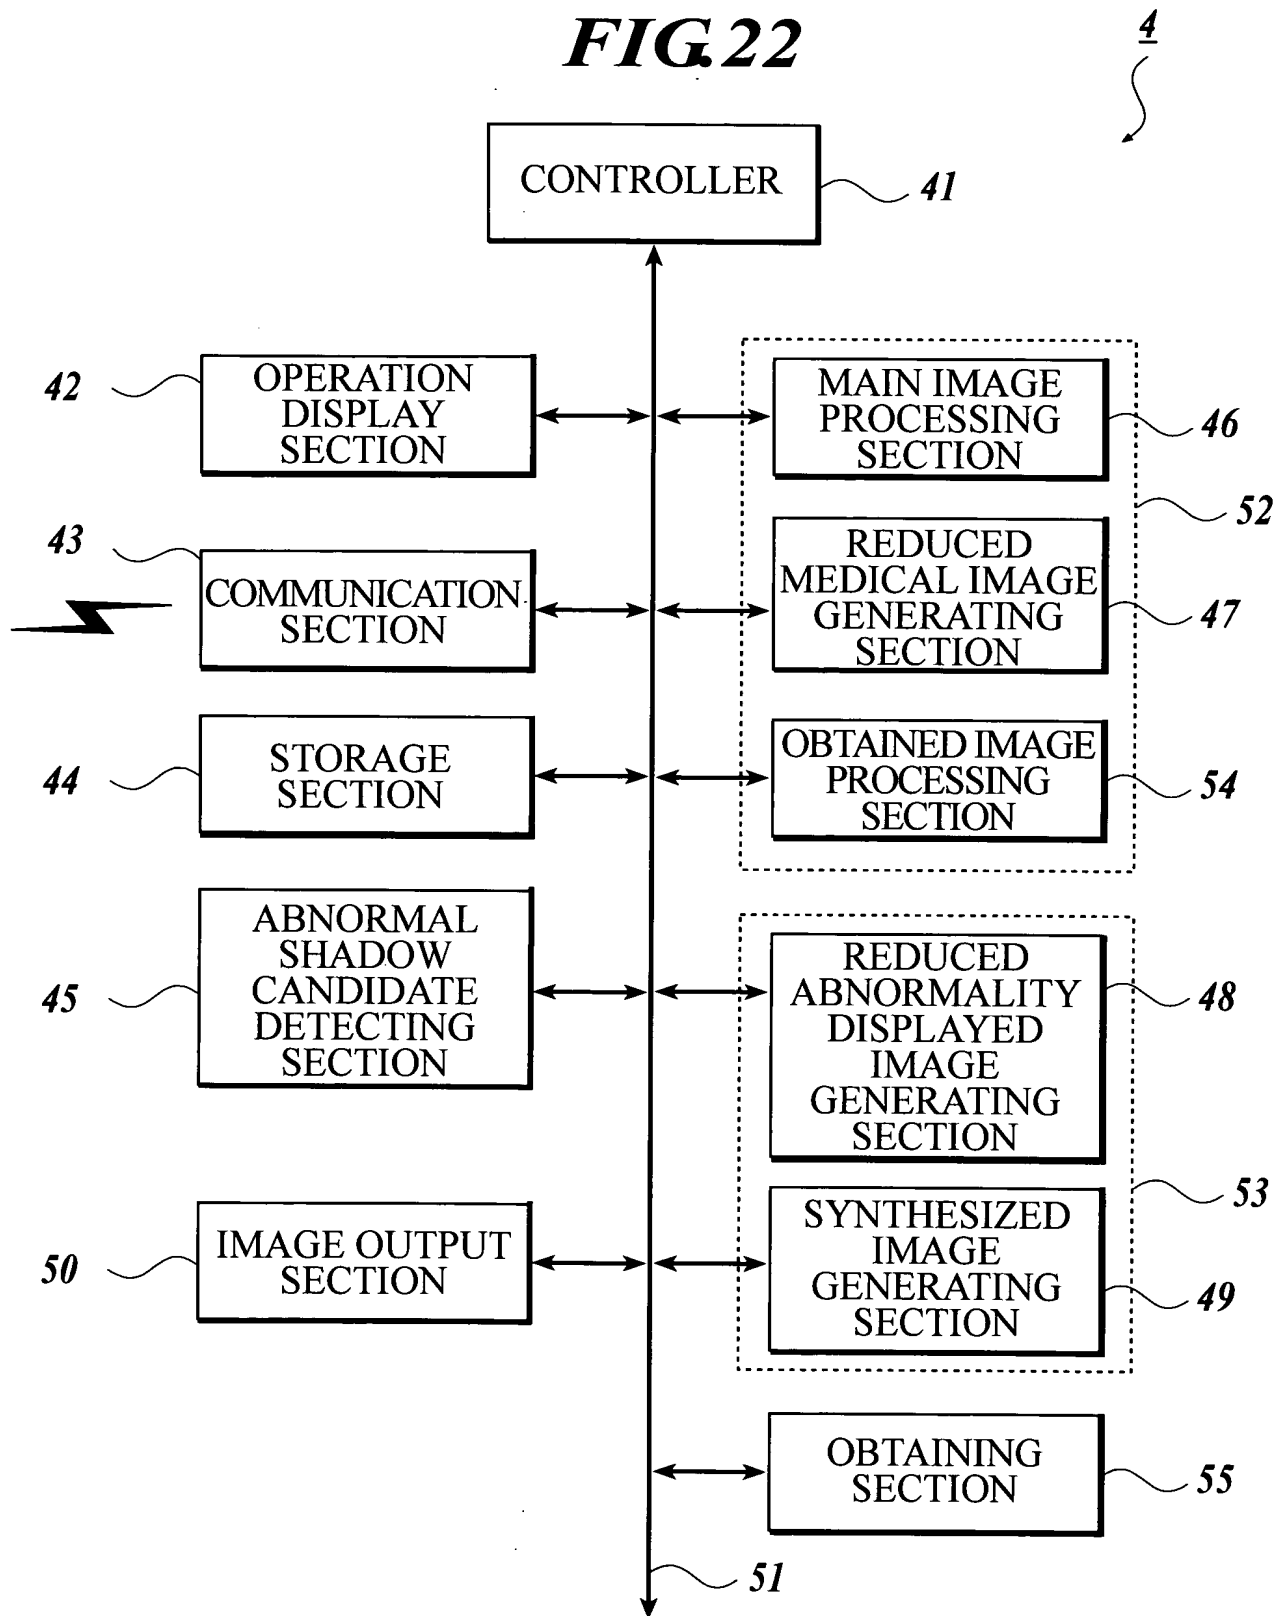 FIG.22
4
CONTROLLER
41
42
OPERATION
DISPLAY
SECTION
MAIN IMAGE
PROCESSING
SECTION
46
52
43
COMMUNICATION
SECTION
REDUCED
MEDICAL IMAGE
GENERATING
SECTION
47
44
STORAGE
SECTION
OBTAINED IMAGE
PROCESSING
SECTION
54
45
ABNORMAL
SHADOW
CANDIDATE
DETECTING
SECTION
REDUCED
ABNORMALITY
DISPLAYED
IMAGE
GENERATING
SECTION
48
53
50
IMAGE OUTPUT
SECTION
SYNTHESIZED
IMAGE
GENERATING
SECTION
49
OBTAINING
SECTION
55
51